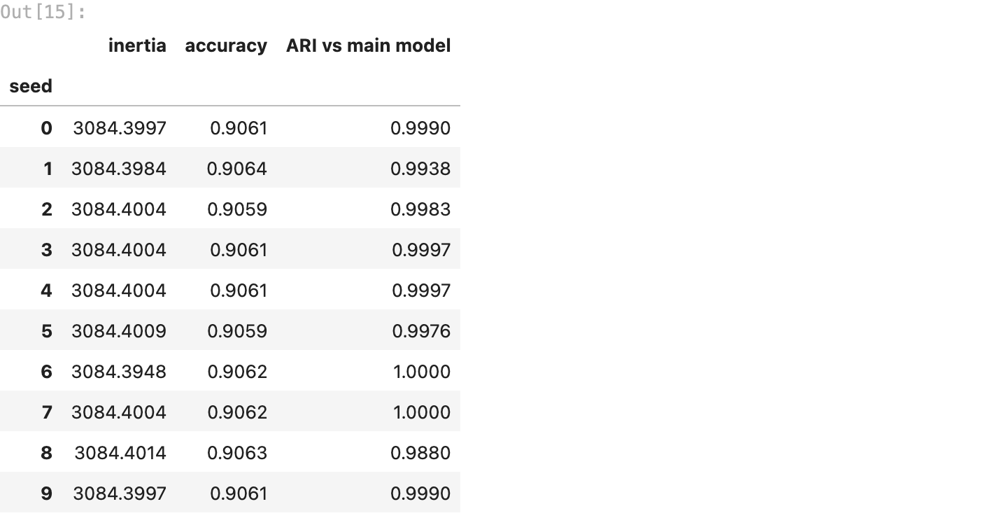 Out[15]:
inertia accuracy ARI vs main model
seed
0 3084.3997 0.9061 0.9990
1 3084.3984 0.9064 0.9938
2 3084.4004 0.9059 0.9983
3 3084.4004 0.9061 0.9997
4 3084.4004 0.9061 0.9997
5 3084.4009 0.9059 0.9976
6 3084.3948 0.9062 1.0000
7 3084.4004 0.9062 1.0000
8 3084.4014 0.9063 0.9880
9 3084.3997 0.9061 0.9990